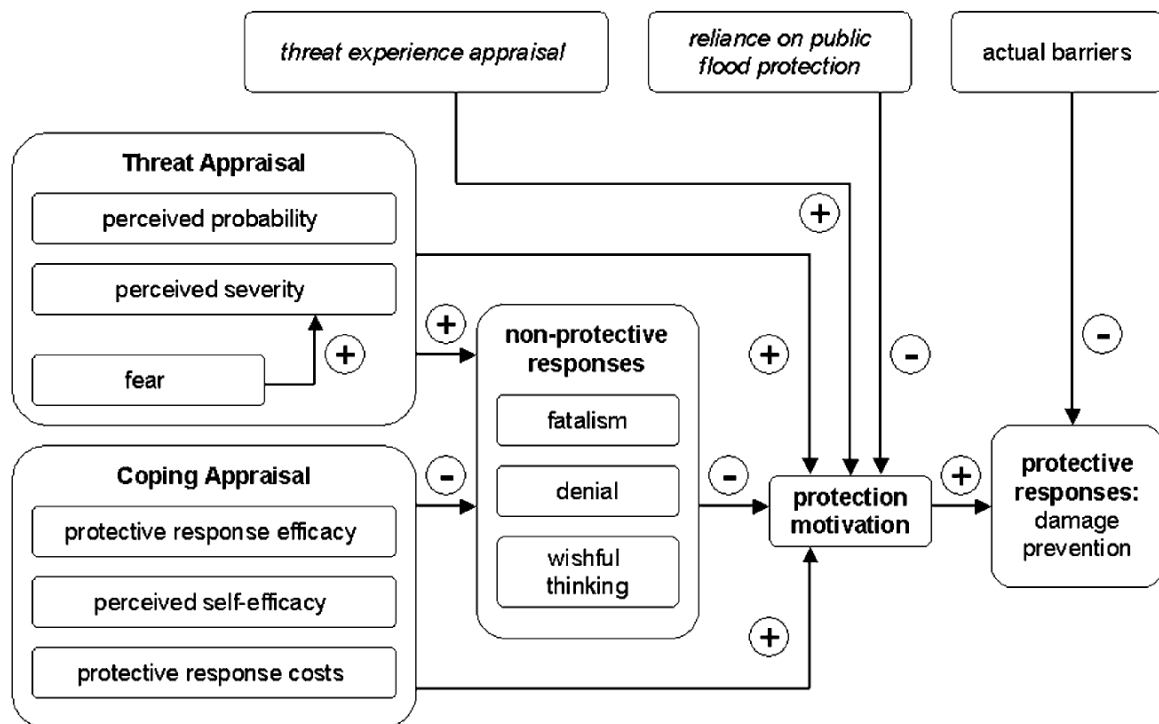 threat experience appraisal
reliance on public
flood protection
actual barriers
Threat Appraisal
perceived probability
perceived severity
fear
+
+
+
+
-
-
non-protective
responses
fatalism
denial
wishful
thinking
Coping Appraisal
protective response efficacy
perceived self-efficacy
protective response costs
-
-
+
+
protection
motivation
protective
responses:
damage
prevention